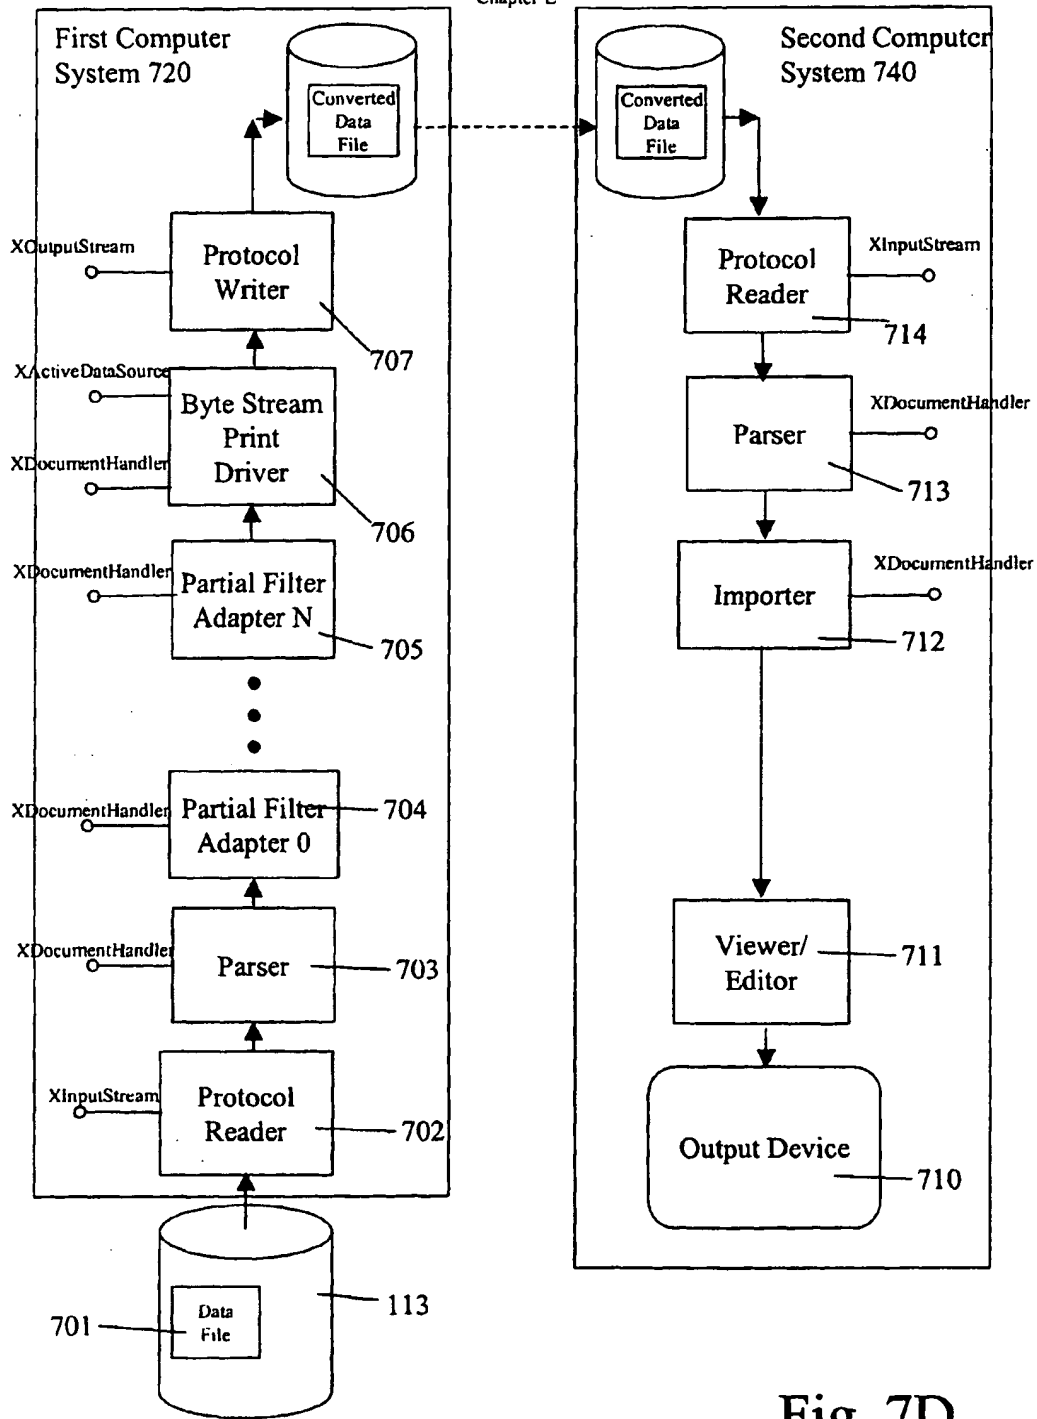 First Computer
System 720
Converted
Data
File
XOutputStream
Protocol
Writer
707
XActiveDataSource
Byte Stream
Print
Driver
XDocumentHandler
706
XDocumentHandler
Partial Filter
Adapter N
705
XDocumentHandler
Partial Filter
Adapter 0
704
XDocumentHandler
Parser
703
XInputStream
Protocol
Reader
702
701
Data
File
113
Second Computer
System 740
Converted
Data
File
Protocol
Reader
XInputStream
714
Parser
XDocumentHandler
713
Importer
XDocumentHandler
712
Viewer/
Editor
711
Output Device
710
Fig. 7D